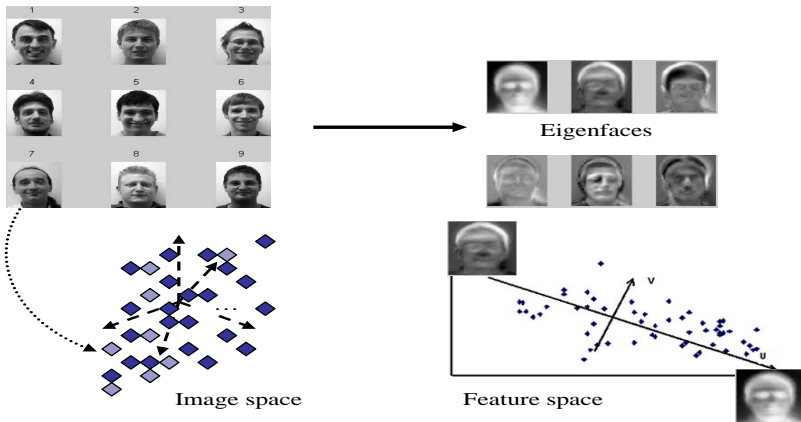 1 2 3
4 5 6
7 8 9
Eigenfaces
...
V
U
Image space
Feature space